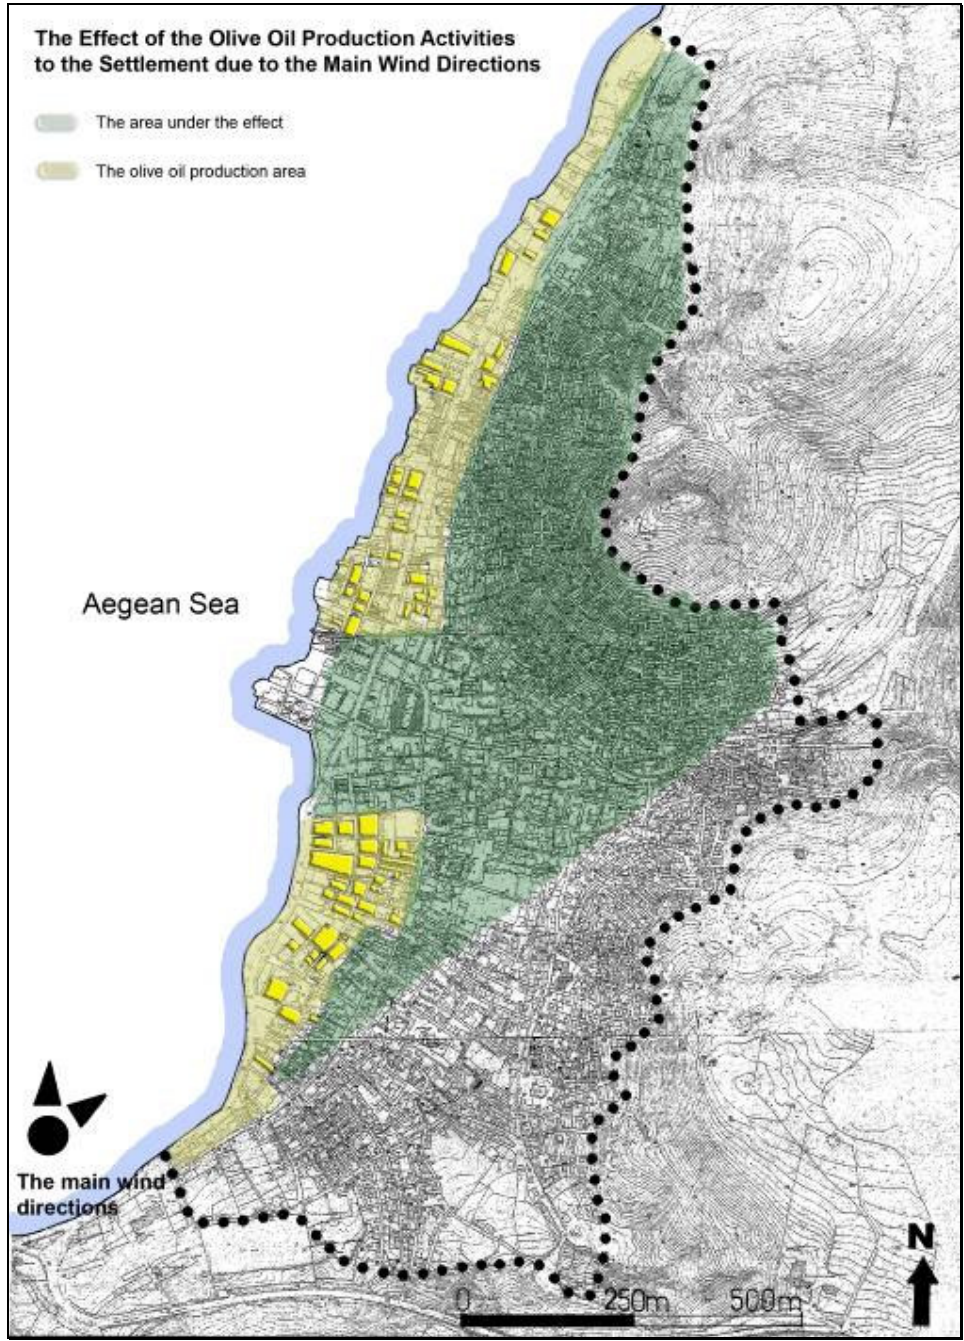 The Effect of the Olive Oil Production Activities
to the Settlement due to the Main Wind Directions
The area under the effect
The olive oil production area
Aegean Sea
The main wind
directions
N
0 250m 500m